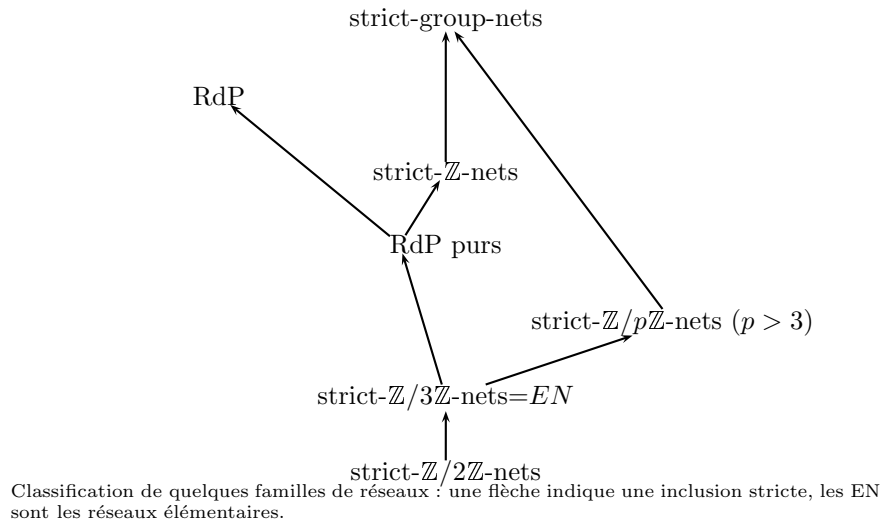 strict-group-nets
RdP
strict-ℤ-nets
RdP purs
strict-ℤ/pℤ-nets (p > 3)
strict-ℤ/3ℤ-nets=EN
strict-ℤ/2ℤ-nets
Classification de quelques familles de réseaux : une flèche indique une inclusion stricte, les EN
sont les réseaux élémentaires.